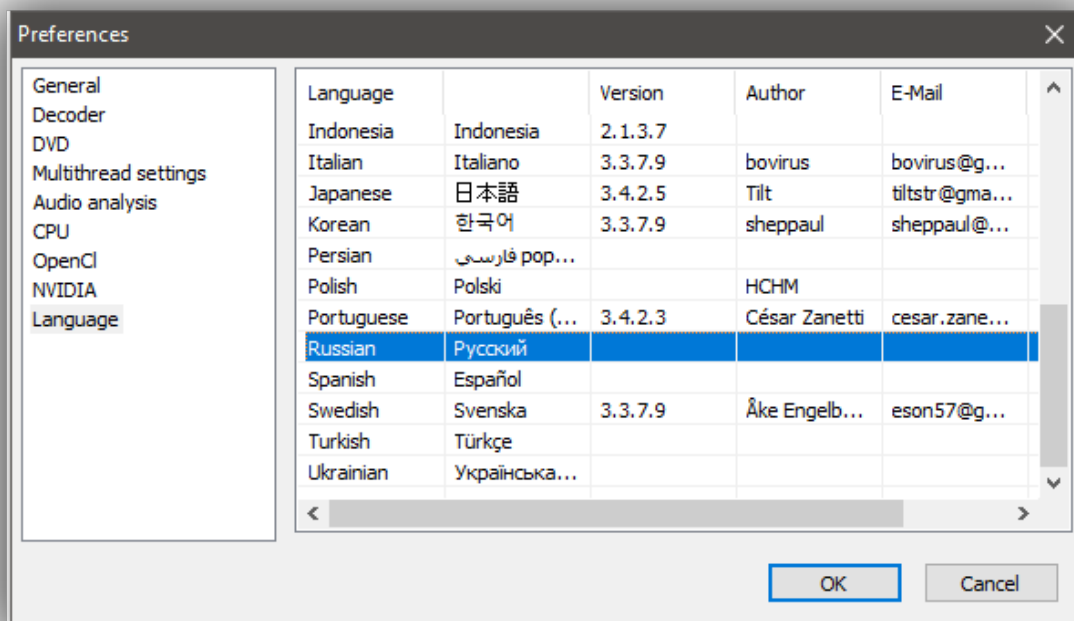 Preferences
General
Decoder
DVD
Multithread settings
Audio analysis
CPU
OpenCl
NVIDIA
Language
Language Version Author E-Mail
Indonesia Indonesia 2.1.3.7
Italian Italiano 3.3.7.9 bovirus bovirus@g...
Japanese 日本語 3.4.2.5 Tilt tiltstr@gma...
Korean 한국어 3.3.7.9 sheppaul sheppaul@...
Persian فارسي pop...
Polish Polski HCHM
Portuguese Português (... 3.4.2.3 César Zanetti cesar.zane...
Russian Русский
Spanish Español
Swedish Svenska 3.3.7.9 Åke Engelb... eson57@g...
Turkish Türkçe
Ukrainian Українська...
OK Cancel